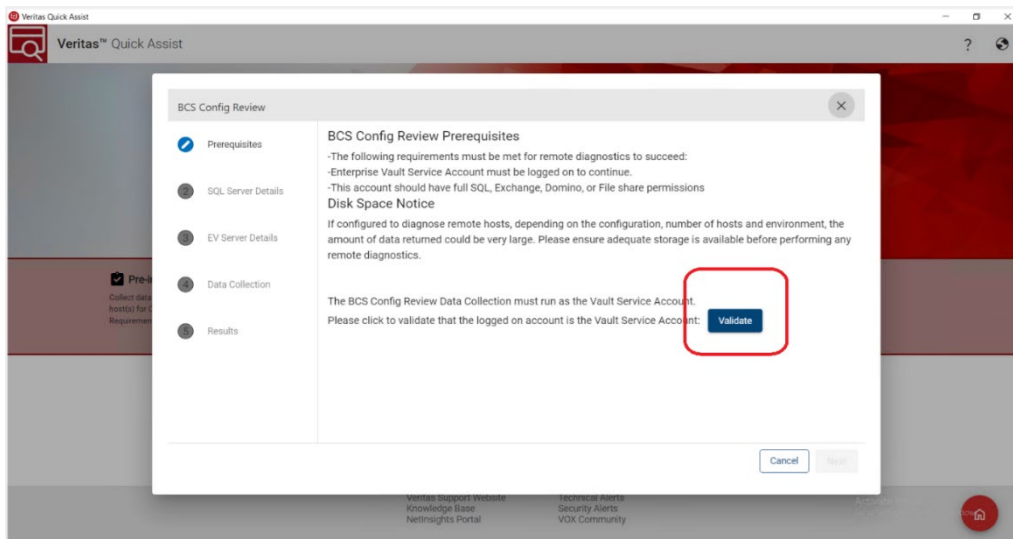 Veritas Quick Assist
Veritas™ Quick Assist
?
BCS Config Review
Prerequisites
2 SQL Server Details
3 EV Server Details
4 Data Collection
5 Results
BCS Config Review Prerequisites
-The following requirements must be met for remote diagnostics to succeed:
-Enterprise Vault Service Account must be logged on to continue.
-This account should have full SQL, Exchange, Domino, or File share permissions
Disk Space Notice
If configured to diagnose remote hosts, depending on the configuration, number of hosts and environment, the
amount of data returned could be very large. Please ensure adequate storage is available before performing any
remote diagnostics.
The BCS Config Review Data Collection must run as the Vault Service Account.
Please click to validate that the logged on account is the Vault Service Account: Validate
Cancel Next
Collect data
host(s) for
Veritas Support Website
Knowledge Base
NetInsights Portal
Technical Alerts
Security Alerts
VOX Community